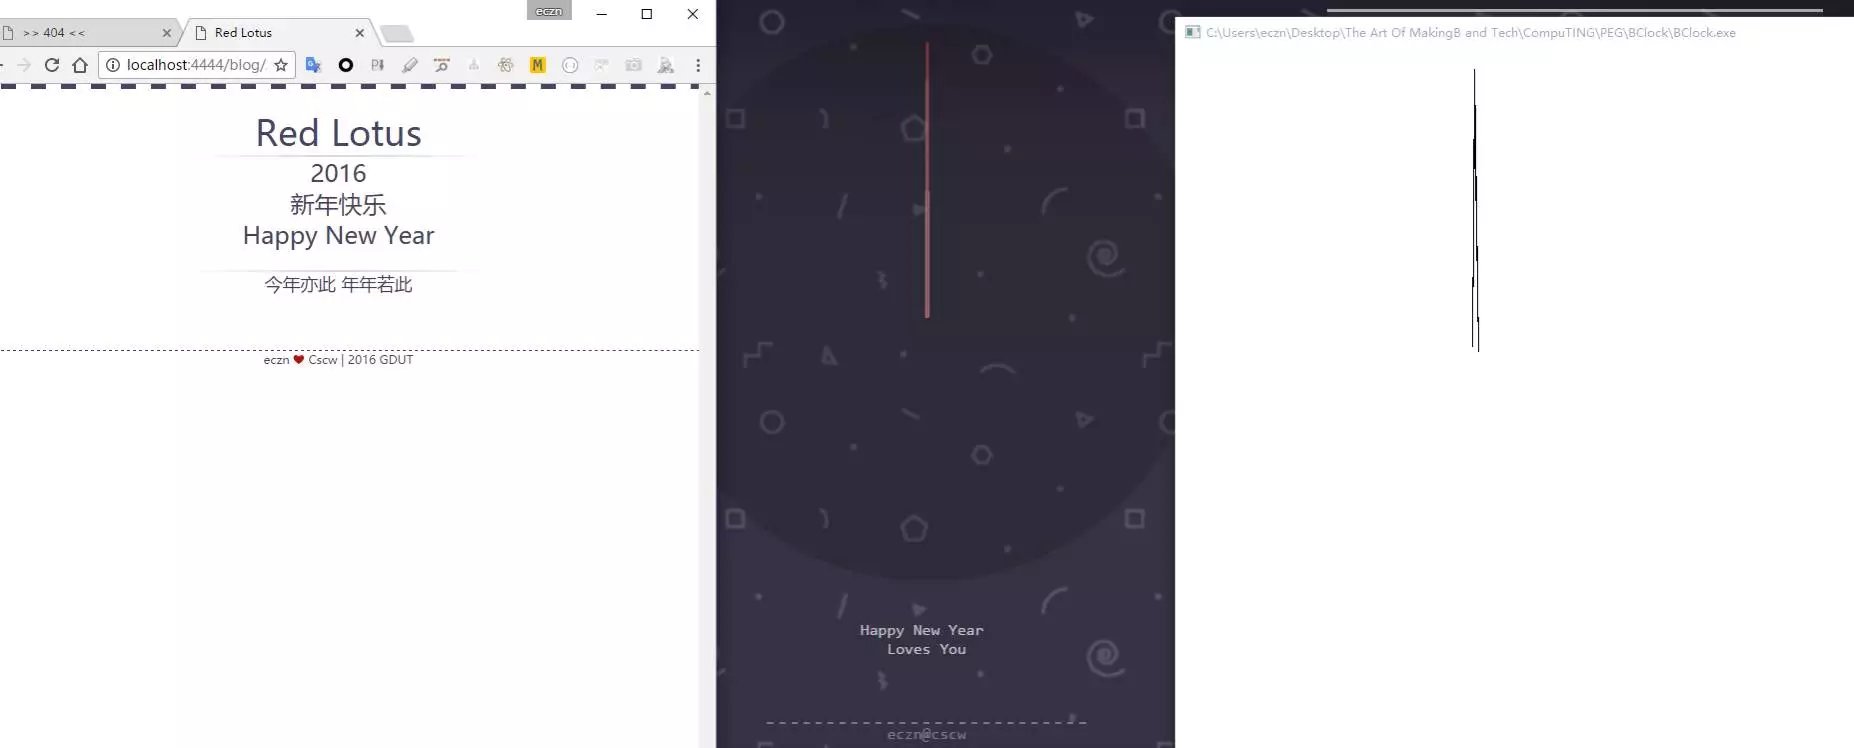 eczn
>> 404 <<
Red Lotus
localhost:4444/blog/
Red Lotus
2016
新年快乐
Happy New Year
今年亦此 年年若此
eczn ❤ Cscw | 2016 GDUT
Happy New Year
Loves You
eczn@cscw
C:\Users\eczn\Desktop\The Art Of MakingB and Tech\CompuTING\PEG\BClock\BClock.exe